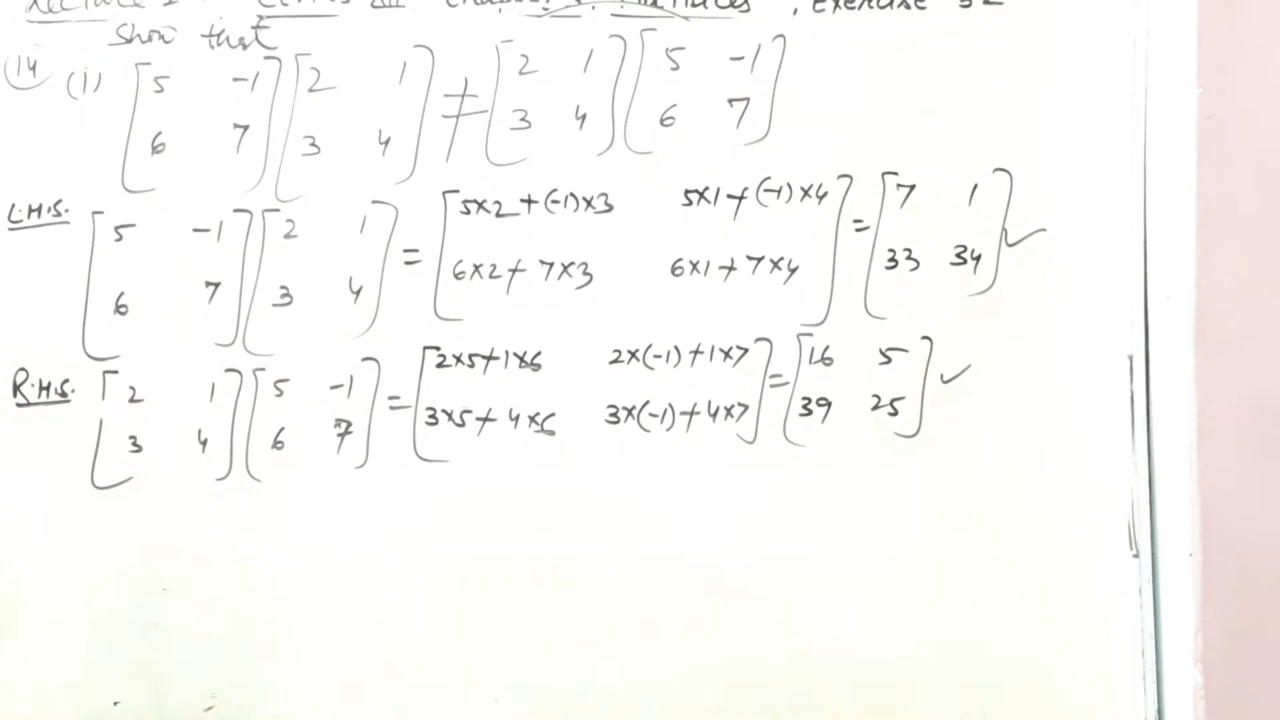 Lecture Exercise
Show that
14 (i) [5 -1 [2 1 ≠ [2 1 [5 -1
6 7] 3 4] 3 4] 6 7]
L.H.S. [5 -1 [2 1 = [5×2+(-1)×3 5×1+(-1)×4 = [7 1
6 7] 3 4] 6×2+7×3 6×1+7×4] 33 34] ✓
R.H.S. [2 1 [5 -1 = [2×5+1×6 2×(-1)+1×7 = [16 5
3 4] 6 7] 3×5+4×6 3×(-1)+4×7] 39 25] ✓